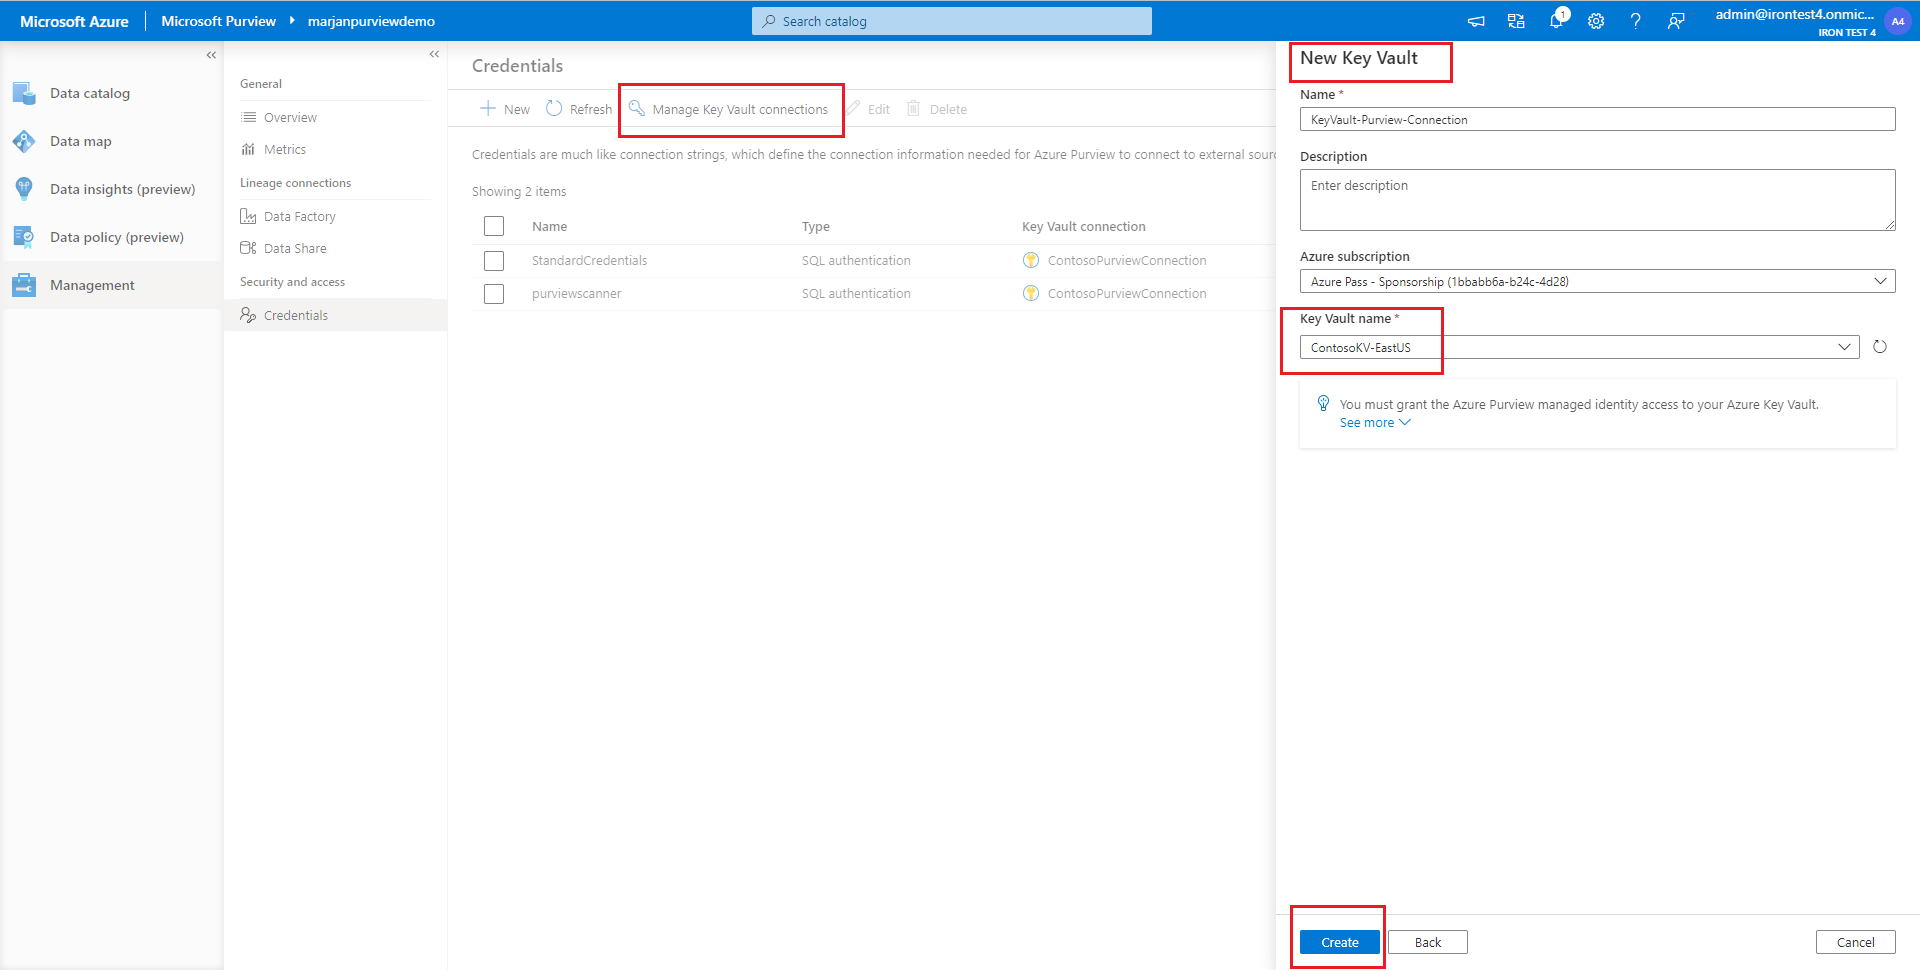 Microsoft Azure
Microsoft Purview
marjanpurviewdemo
Search catalog
1
admin@irontest4.onmic...
IRON TEST 4
A4
Data catalog
Data map
Data insights (preview)
Data policy (preview)
Management
General
Overview
Metrics
Lineage connections
Data Factory
Data Share
Security and access
Credentials
Credentials
New
Refresh
Manage Key Vault connections
Edit
Delete
Credentials are much like connection strings, which define the connection information needed for Azure Purview to connect to external sour
Showing 2 items
Name Type Key Vault connection
StandardCredentials SQL authentication ContosoPurviewConnection
purviewscanner SQL authentication ContosoPurviewConnection
New Key Vault
Name *
KeyVault-Purview-Connection
Description
Enter description
Azure subscription
Azure Pass - Sponsorship (1bbabb6a-b24c-4d28)
Key Vault name *
ContosoKV-EastUS
You must grant the Azure Purview managed identity access to your Azure Key Vault.
See more
Create
Back
Cancel